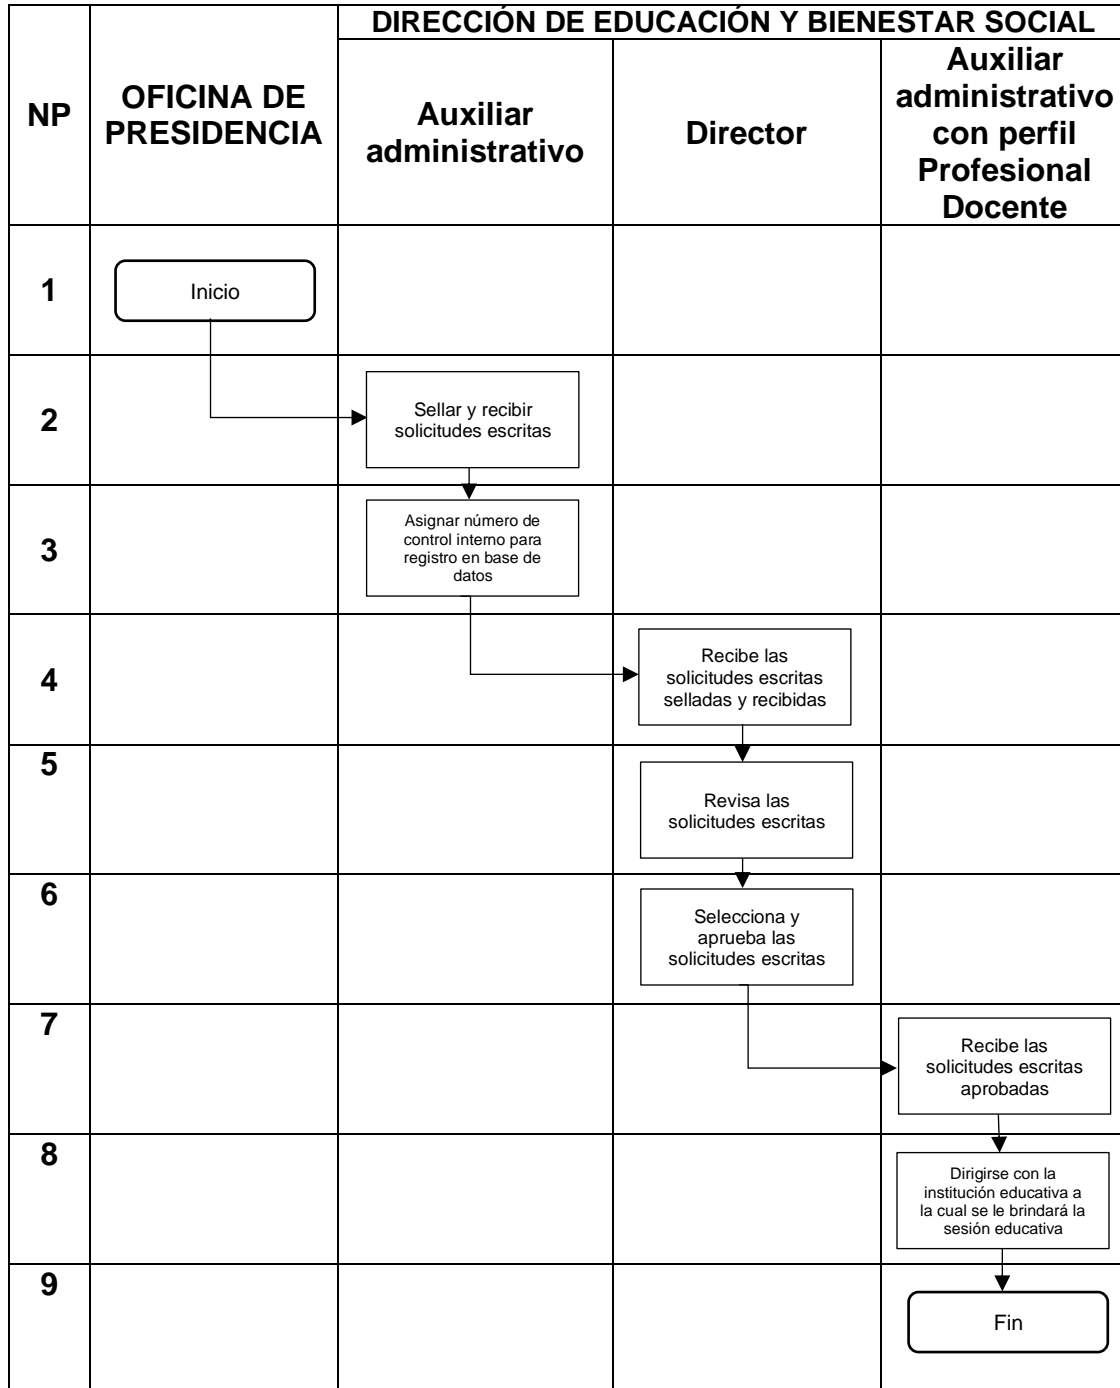 DIRECCIÓN DE EDUCACIÓN Y BIENESTAR SOCIAL
NP
OFICINA DE
PRESIDENCIA
Auxiliar
administrativo
Director
Auxiliar
administrativo
con perfil
Profesional
Docente
1
Inicio
2
Sellar y recibir
solicitudes escritas
3
Asignar número de
control interno para
registro en base de
datos
4
Recibe las
solicitudes escritas
selladas y recibidas
5
Revisa las
solicitudes escritas
6
Selecciona y
aprueba las
solicitudes escritas
7
Recibe las
solicitudes escritas
aprobadas
8
Dirigirse con la
institución educativa a
la cual se le brindará la
sesión educativa
9
Fin